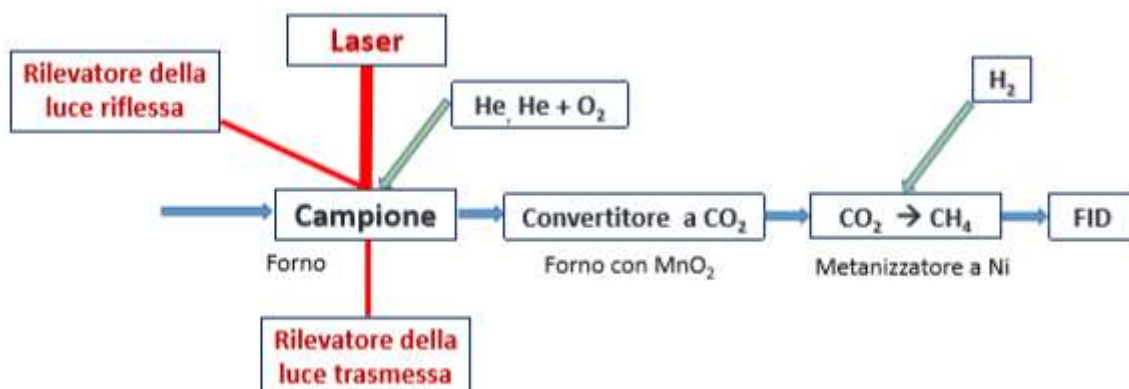 Laser
Rilevatore della
luce riflessa
He, He + O₂
H₂
Campione
Convertitore a CO₂
CO₂ → CH₄
FID
Forno
Forno con MnO₂
Metanizzatore a Ni
Rilevatore della
luce trasmessa